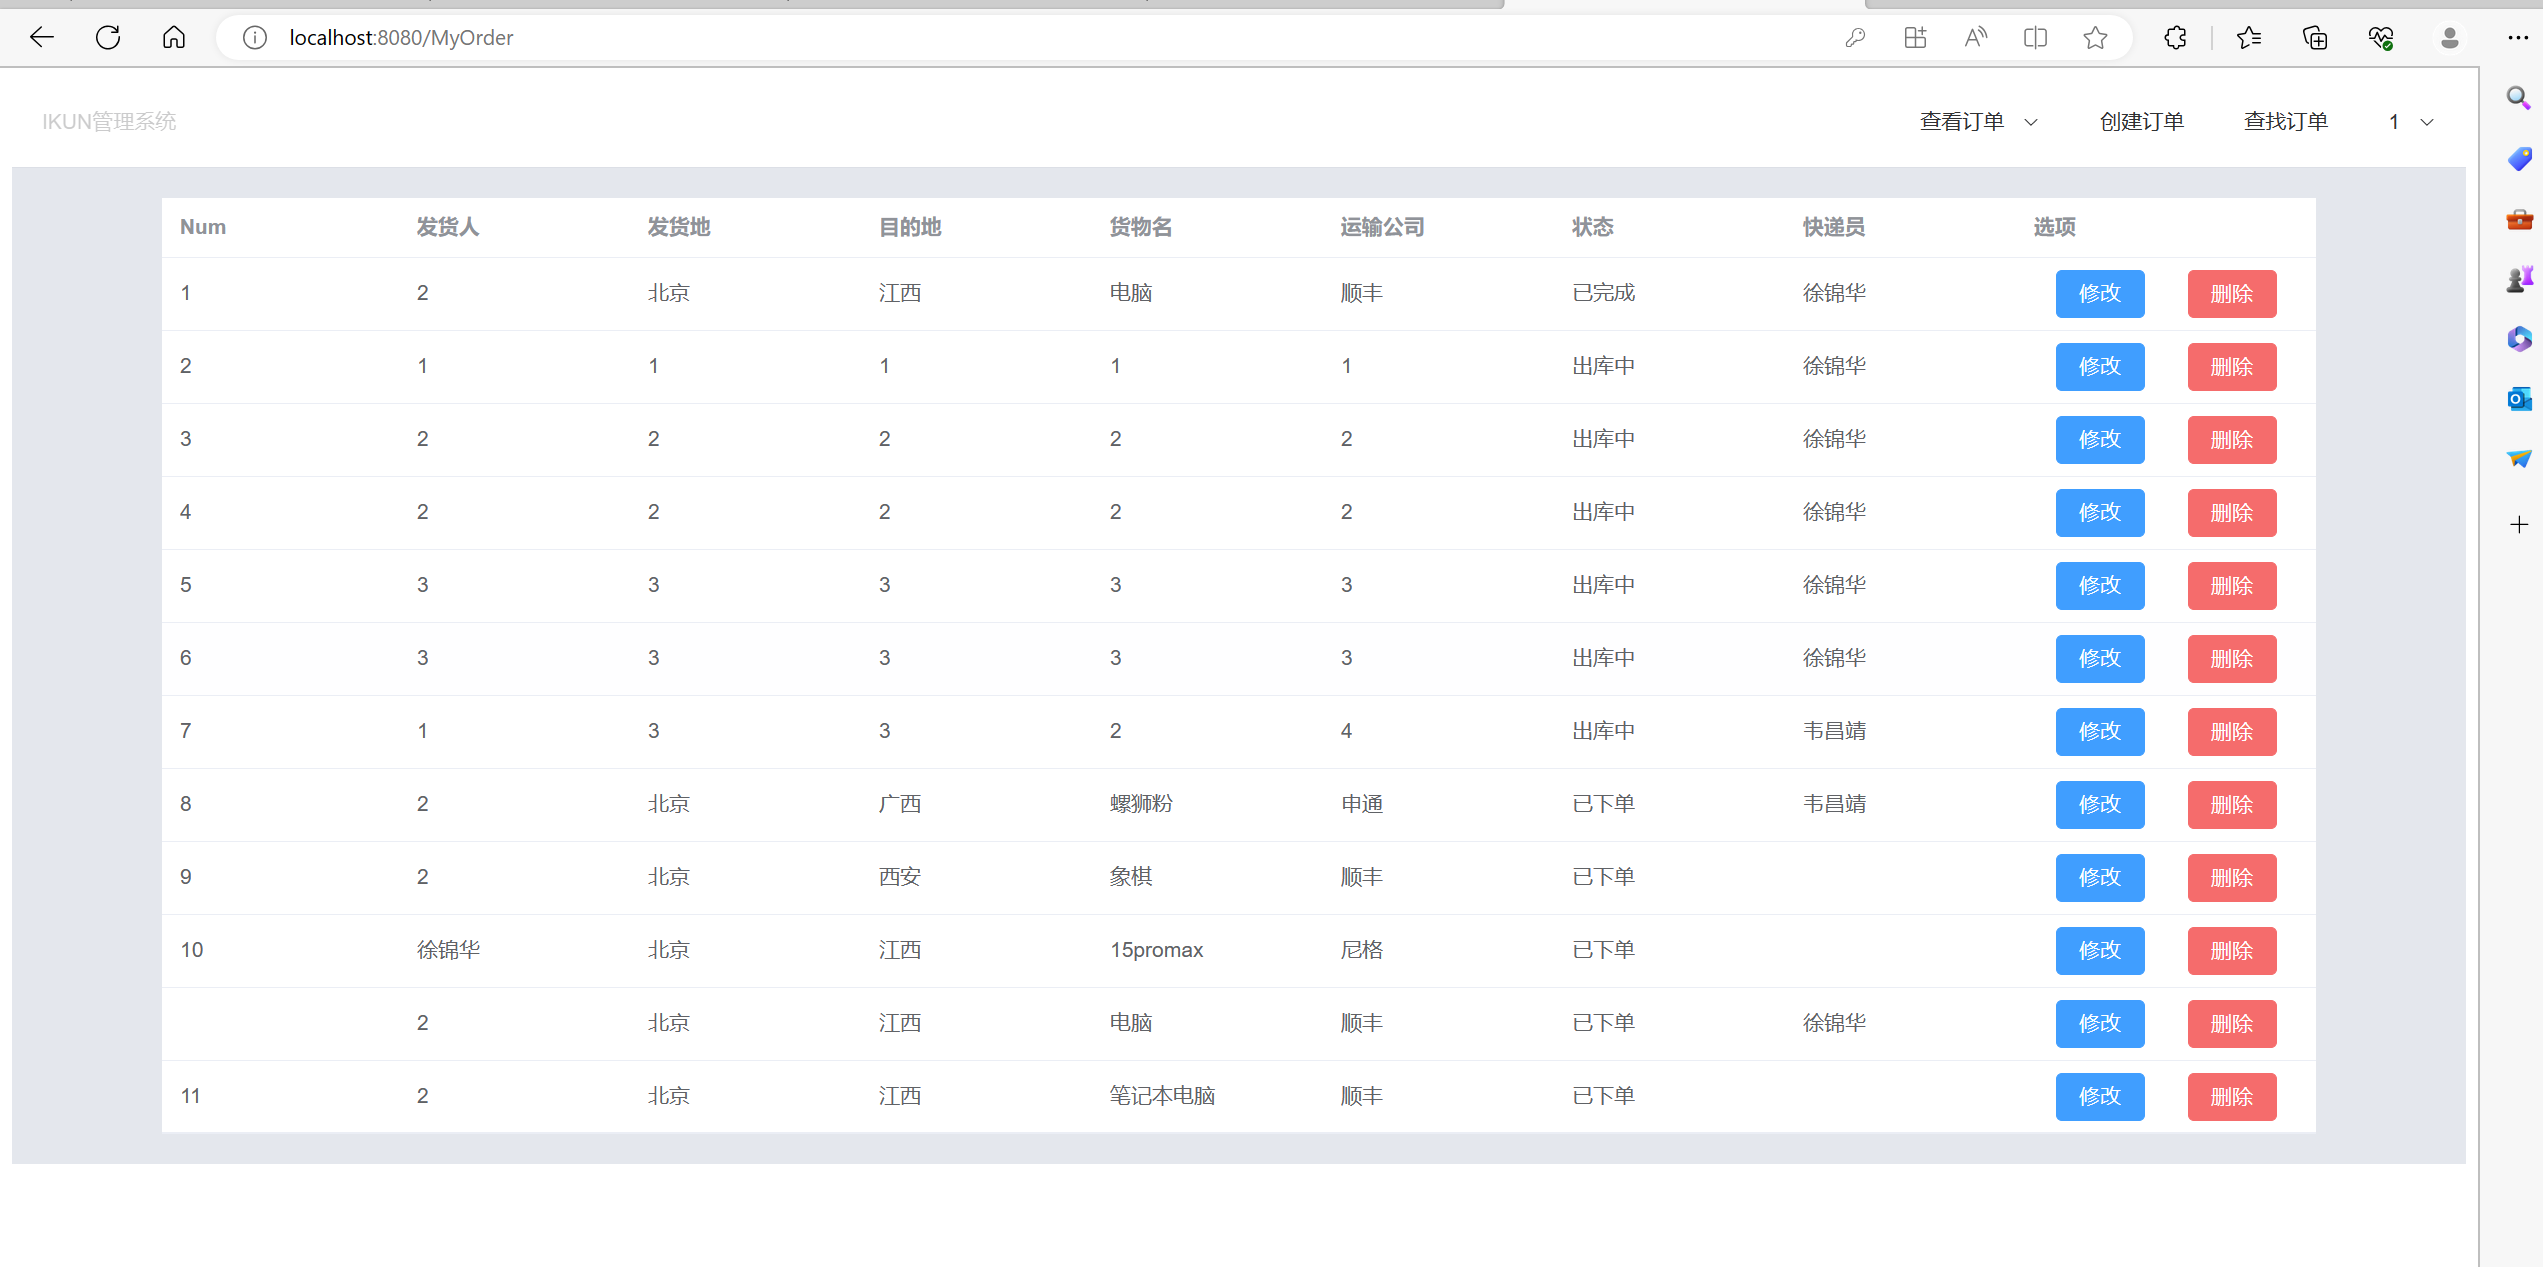 localhost:8080/MyOrder
IKUN管理系统 查看订单 创建订单 查找订单 1
Num 发货人 发货地 目的地 货物名 运输公司 状态 快递员 选项
1 2 北京 江西 电脑 顺丰 已完成 徐锦华 修改 删除
2 1 1 1 1 1 出库中 徐锦华 修改 删除
3 2 2 2 2 2 出库中 徐锦华 修改 删除
4 2 2 2 2 2 出库中 徐锦华 修改 删除
5 3 3 3 3 3 出库中 徐锦华 修改 删除
6 3 3 3 3 3 出库中 徐锦华 修改 删除
7 1 3 3 2 4 出库中 韦昌靖 修改 删除
8 2 北京 广西 螺狮粉 申通 已下单 韦昌靖 修改 删除
9 2 北京 西安 象棋 顺丰 已下单 修改 删除
10 徐锦华 北京 江西 15promax 尼格 已下单 修改 删除
2 北京 江西 电脑 顺丰 已下单 徐锦华 修改 删除
11 2 北京 江西 笔记本电脑 顺丰 已下单 修改 删除